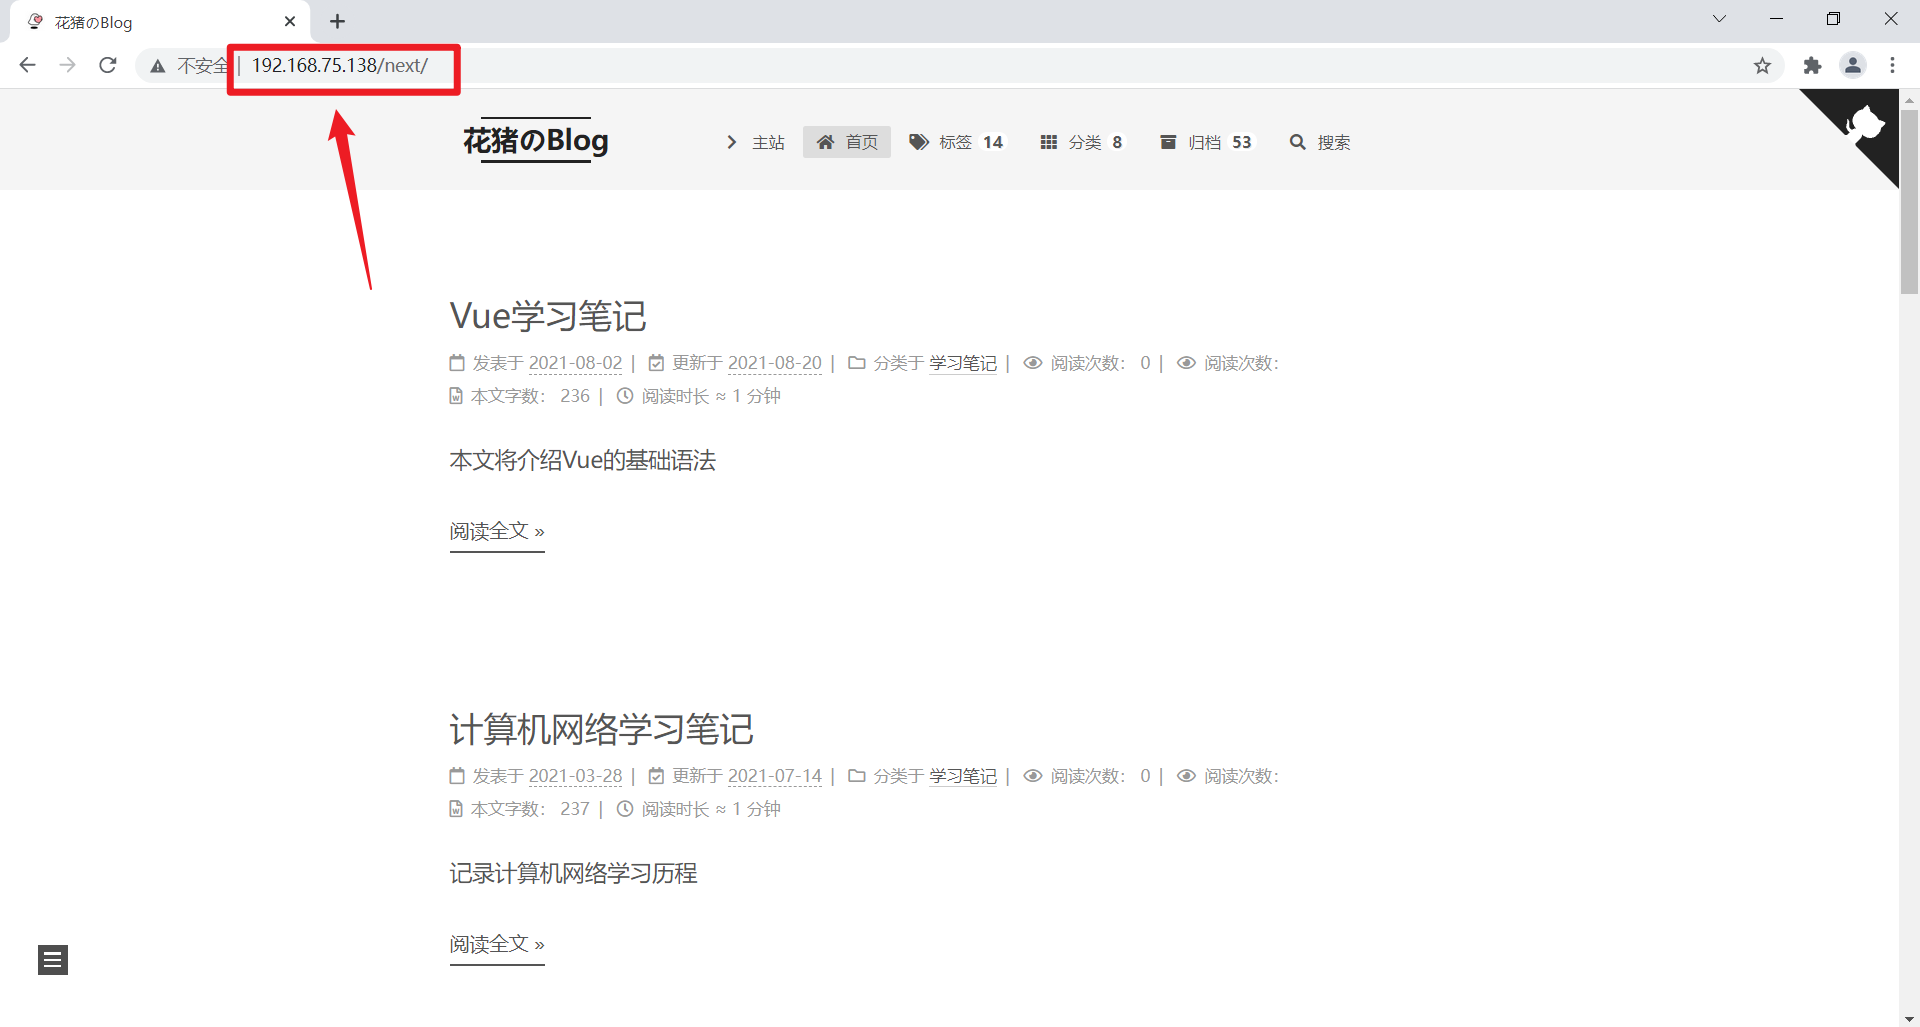 花猪のBlog
不安全 | 192.168.75.138/next/
花猪のBlog
主站 首页 标签 14 分类 8 归档 53 搜索
Vue学习笔记
发表于 2021-08-02 | 更新于 2021-08-20 | 分类于 学习笔记 | 阅读次数： 0 | 阅读次数：
本文字数： 236 | 阅读时长 ≈ 1 分钟
本文将介绍Vue的基础语法
阅读全文 »
计算机网络学习笔记
发表于 2021-03-28 | 更新于 2021-07-14 | 分类于 学习笔记 | 阅读次数： 0 | 阅读次数：
本文字数： 237 | 阅读时长 ≈ 1 分钟
记录计算机网络学习历程
阅读全文 »